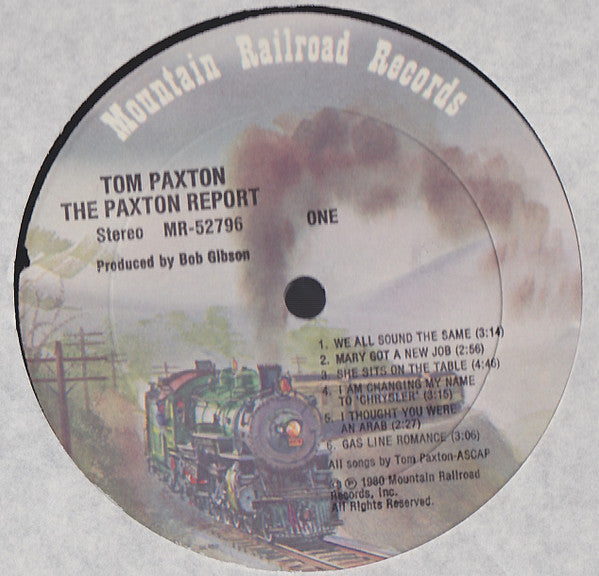 Mountain Railroad Records
TOM PAXTON
THE PAXTON REPORT
Stereo MR-52796
ONE
Produced by Bob Gibson
1. WE ALL SOUND THE SAME (3:14)
2. MARY GOT A NEW JOB (2:56)
3. SHE SITS ON THE TABLE (4:46)
4. I AM CHANGING MY NAME
TO 'CHRYSLER' (3:15)
5. I THOUGHT YOU WERE
AN ARAB (2:27)
6. GAS LINE ROMANCE (3:06)
All songs by Tom Paxton-ASCAP
© ℗ 1980 Mountain Railroad
Records, Inc.
All Rights Reserved.